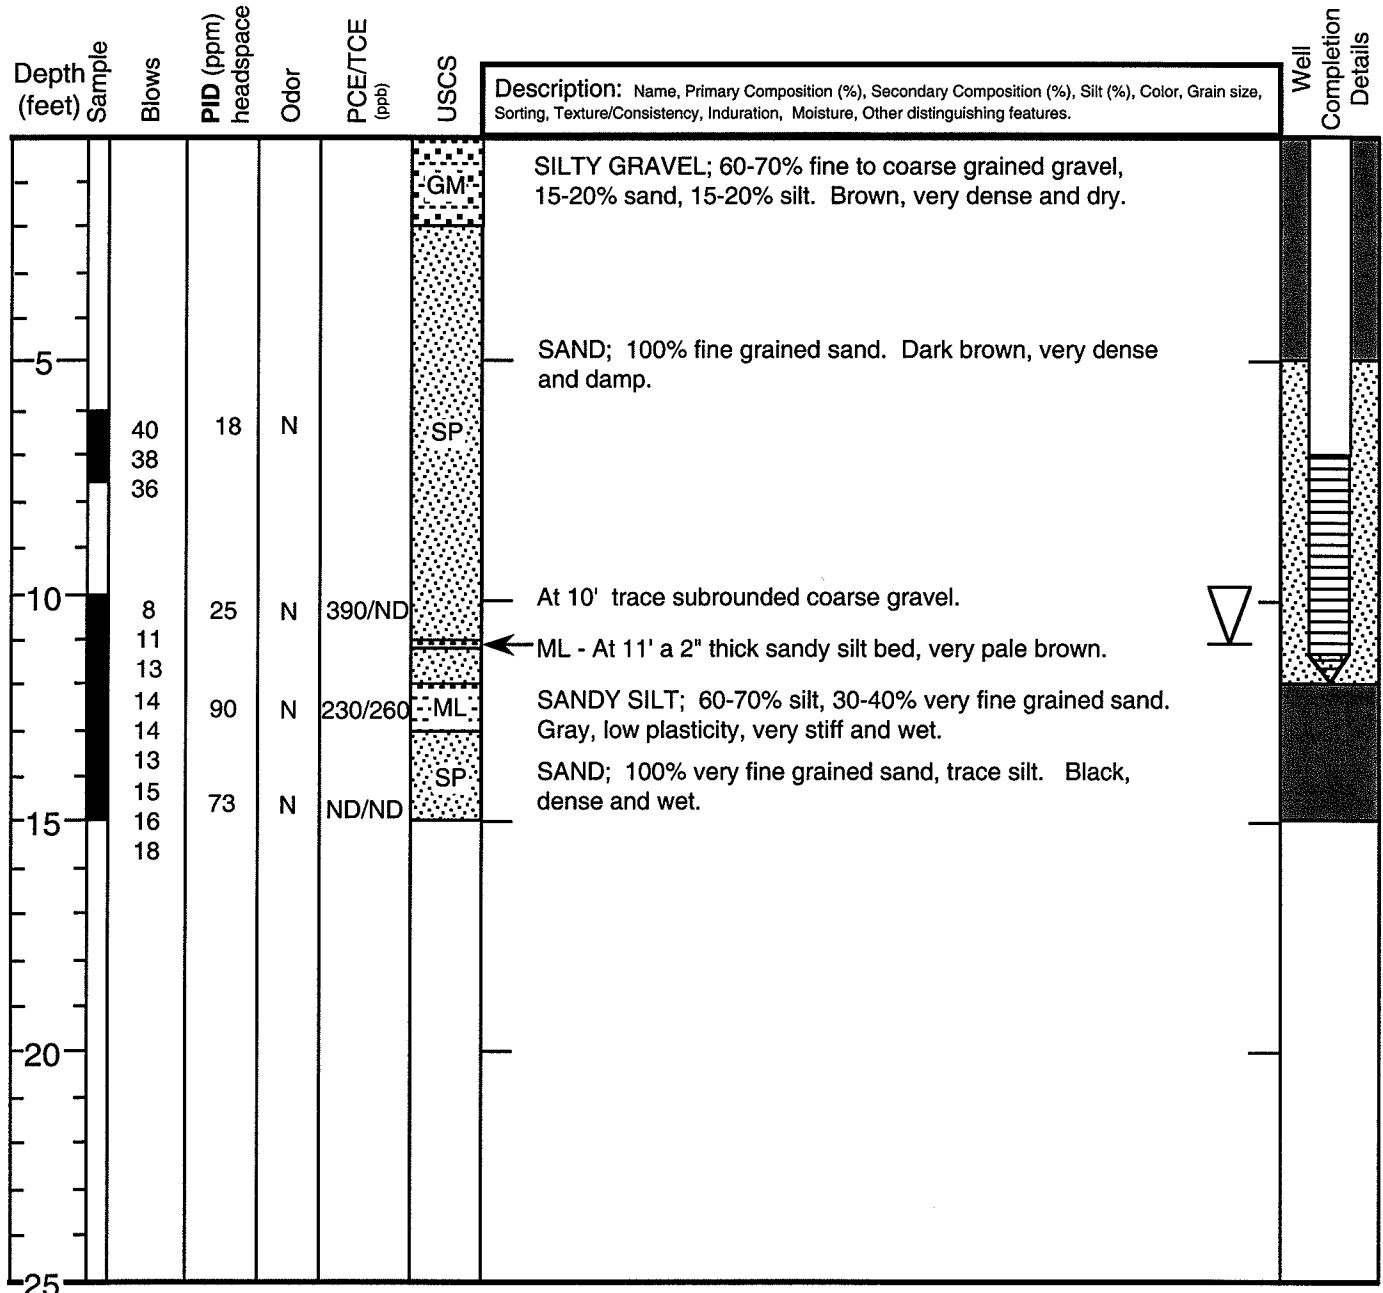 Depth
(feet)
Sample
Blows
PID (ppm)
headspace
Odor
PCE/TCE
(ppb)
USCS
Description: Name, Primary Composition (%), Secondary Composition (%), Silt (%), Color, Grain size,
Sorting, Texture/Consistency, Induration, Moisture, Other distinguishing features.
Well
Completion
Details
GM
SILTY GRAVEL; 60-70% fine to coarse grained gravel,
15-20% sand, 15-20% silt. Brown, very dense and dry.
5
SAND; 100% fine grained sand. Dark brown, very dense
and damp.
40
38
36
18
N
SP
10
8
11
13
25
N
390/ND
At 10' trace subrounded coarse gravel.
ML - At 11' a 2" thick sandy silt bed, very pale brown.
14
14
13
90
N
230/260
ML
SANDY SILT; 60-70% silt, 30-40% very fine grained sand.
Gray, low plasticity, very stiff and wet.
15
16
18
73
N
ND/ND
SP
SAND; 100% very fine grained sand, trace silt. Black,
dense and wet.
15
20
25